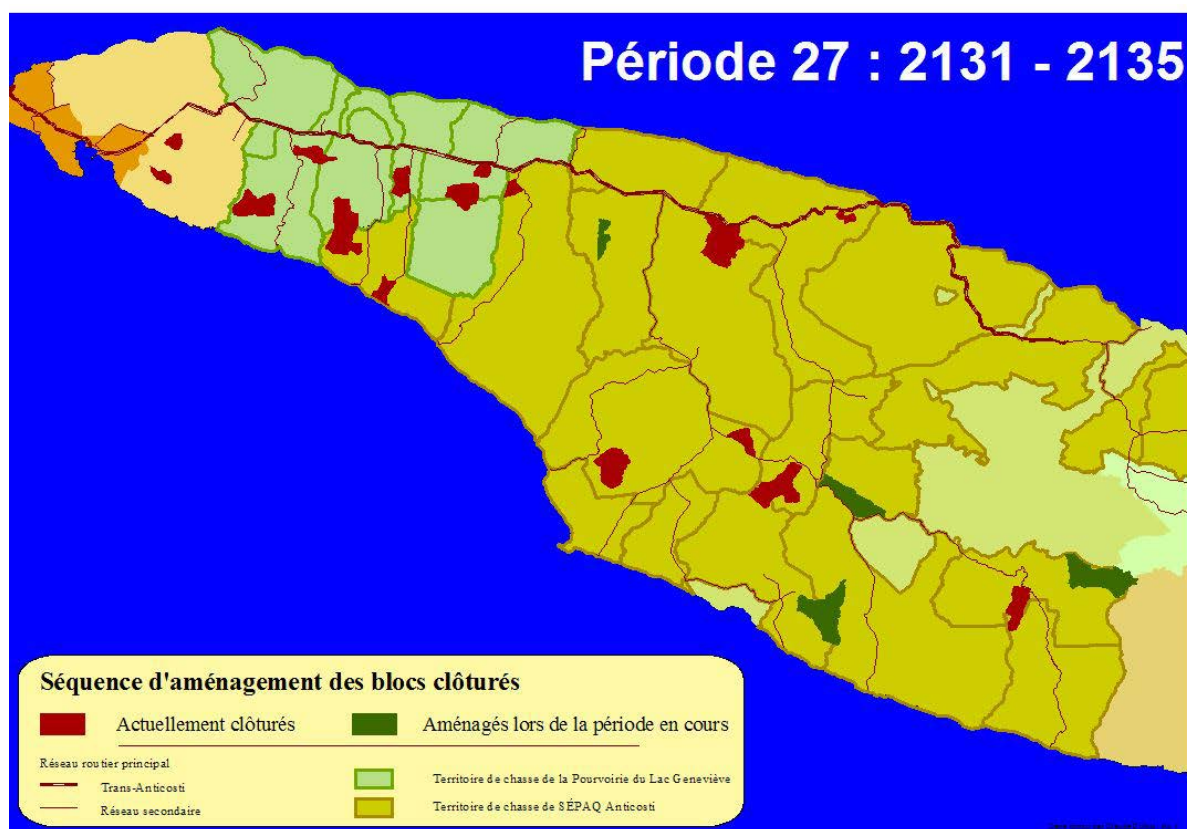 Période 27 : 2131 - 2135
Séquence d'aménagement des blocs clôturés
Actuellement clôturés
Aménagés lors de la période en cours
Réseau routier principal
Trans-Anticosti
Réseau secondaire
Territoire de chasse de la Pourvoirie du Lac Geneviève
Territoire de chasse de SÉPAQ Anticosti